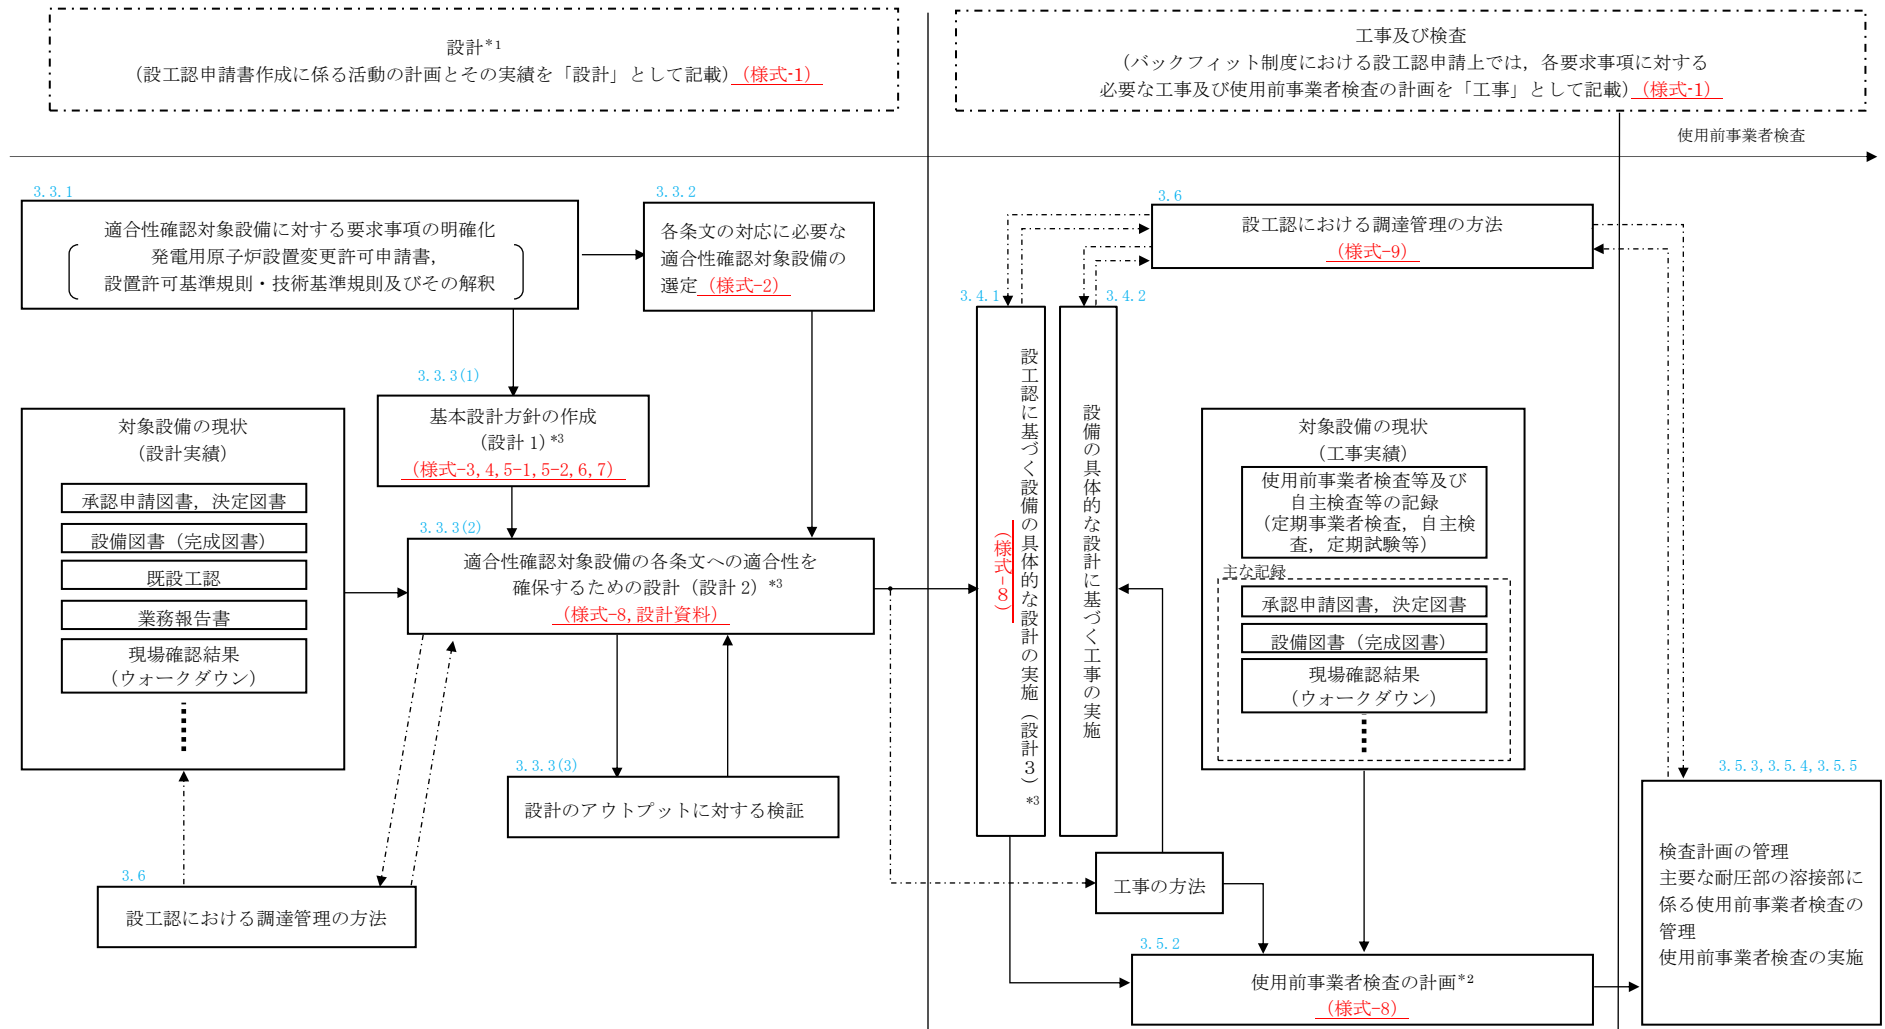 設計*1
（設工認申請書作成に係る活動の計画とその実績を「設計」として記載）（様式-1）
工事及び検査
（バックフィット制度における設工認申請上では，各要求事項に対する
必要な工事及び使用前事業者検査の計画を「工事」として記載）（様式-1）
使用前事業者検査
3.3.1
適合性確認対象設備に対する要求事項の明確化
発電用原子炉設置変更許可申請書，
設置許可基準規則・技術基準規則及びその解釈
3.3.2
各条文の対応に必要な
適合性確認対象設備の
選定（様式-2）
3.3.3(1)
基本設計方針の作成
（設計1）*3
（様式-3,4,5-1,5-2,6,7）
対象設備の現状
（設計実績）
承認申請図書，決定図書
設備図書（完成図書）
既設工認
業務報告書
現場確認結果
（ウォークダウン）
3.3.3(2)
適合性確認対象設備の各条文への適合性を
確保するための設計（設計2）*3
（様式-8,設計資料）
3.3.3(3)
設計のアウトプットに対する検証
3.6
設工認における調達管理の方法
3.6
設工認における調達管理の方法
（様式-9）
3.4.1
設工認に基づく設備の具体的な設計の実施（設計3）*3
（様式-8）
3.4.2
設備の具体的な設計に基づく工事の実施
対象設備の現状
（工事実績）
使用前事業者検査等及び
自主検査等の記録
（定期事業者検査，自主検
査，定期試験等）
主な記録
承認申請図書，決定図書
設備図書（完成図書）
現場確認結果
（ウォークダウン）
工事の方法
3.5.2
使用前事業者検査の計画*2
（様式-8）
3.5.3,3.5.4,3.5.5
検査計画の管理
主要な耐圧部の溶接部に
係る使用前事業者検査の
管理
使用前事業者検査の実施